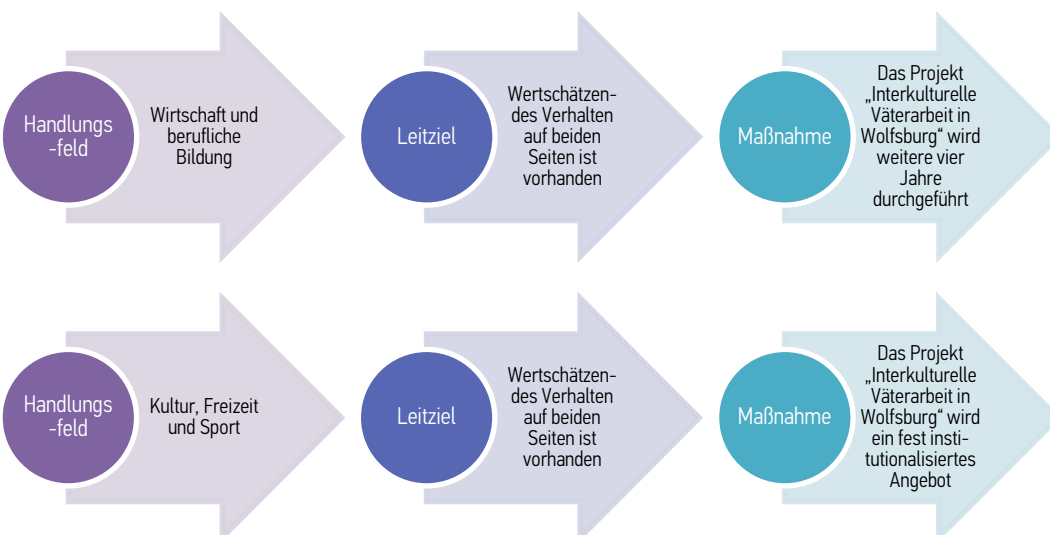 Handlungs
-feld
Wirtschaft und
berufliche
Bildung
Leitziel
Wertschätzen-
des Verhalten
auf beiden
Seiten ist
vorhanden
Maßnahme
Das Projekt
„Interkulturelle
Väterarbeit in
Wolfsburg“ wird
weitere vier
Jahre
durchgeführt
Handlungs
-feld
Kultur, Freizeit
und Sport
Leitziel
Wertschätzen-
des Verhalten
auf beiden
Seiten ist
vorhanden
Maßnahme
Das Projekt
„Interkulturelle
Väterarbeit in
Wolfsburg“ wird
ein fest insti-
tutionalisiertes
Angebot